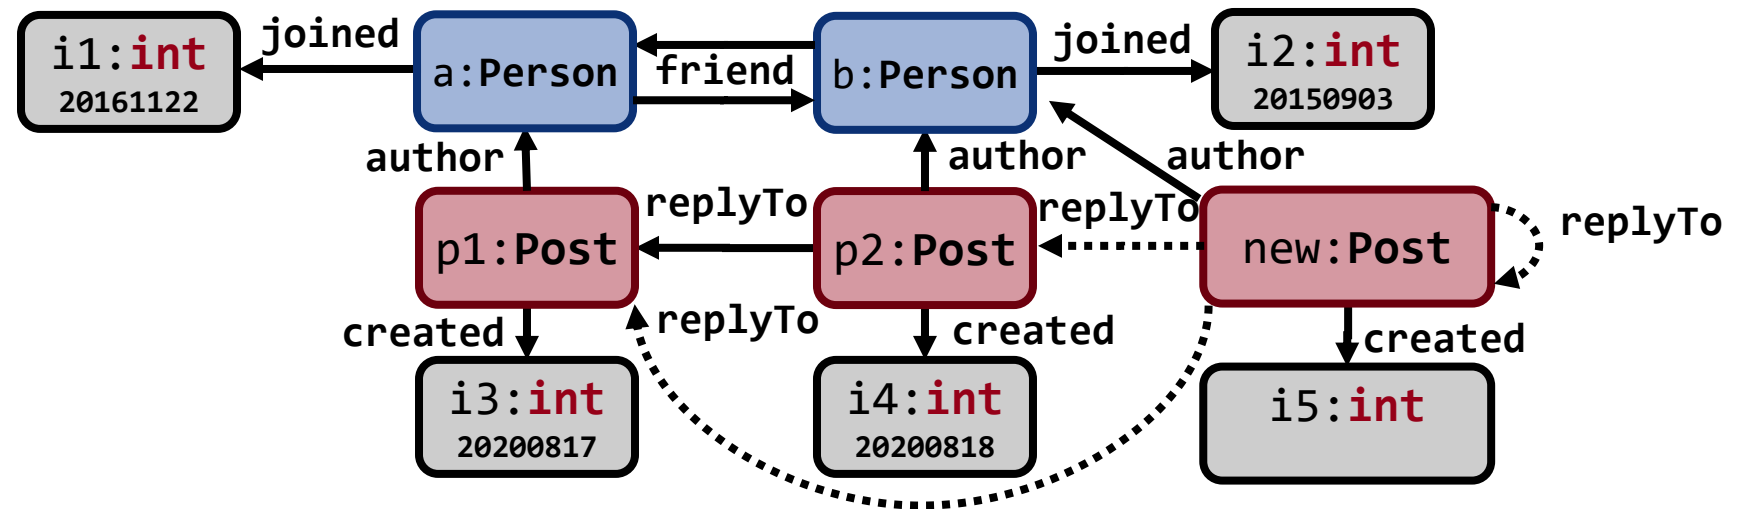 i1:int
20161122
joined
a:Person
friend
b:Person
joined
i2:int
20150903
author
author
author
p1:Post
replyTo
p2:Post
replyTo
new:Post
replyTo
created
replyTo
created
created
i3:int
20200817
i4:int
20200818
i5:int